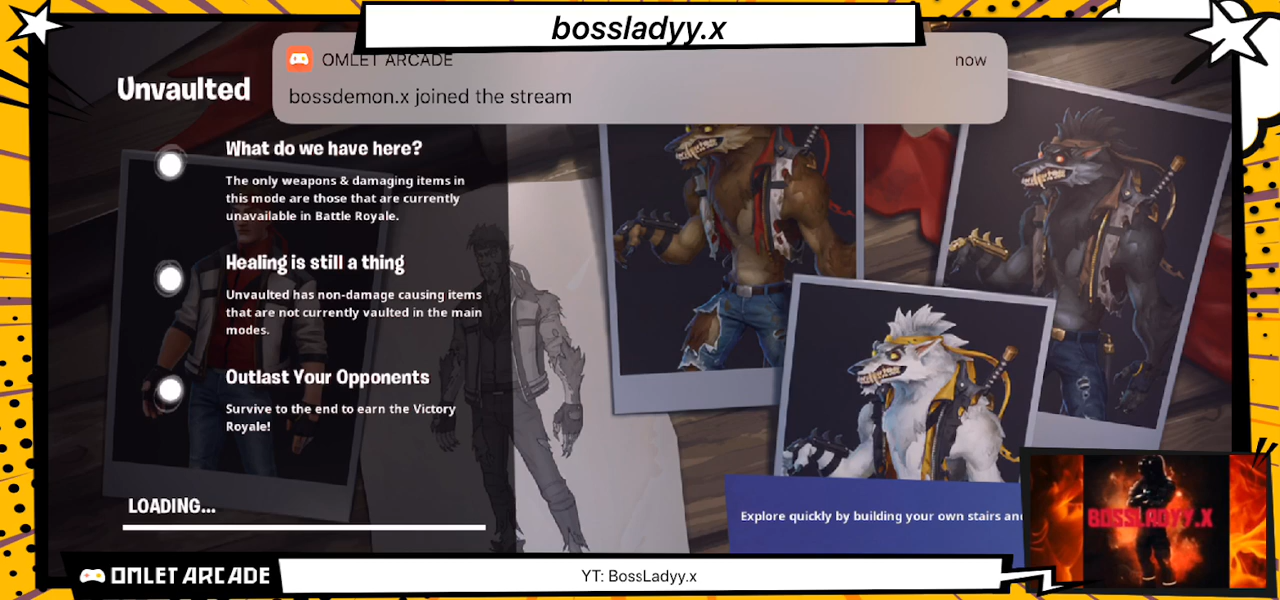 bossladyy.x
OMLET ARCADE
now
bossdemon.x joined the stream
Unvaulted
What do we have here?
The only weapons & damaging items in
this mode are those that are currently
unavailable in Battle Royale.
Healing is still a thing
Unvaulted has non-damage causing items
that are not currently vaulted in the main
modes.
Outlast Your Opponents
Survive to the end to earn the Victory
Royale!
LOADING...
Explore quickly by building your own stairs and
BOSSLADYY.X
OMLET ARCADE
YT: BossLadyy.x